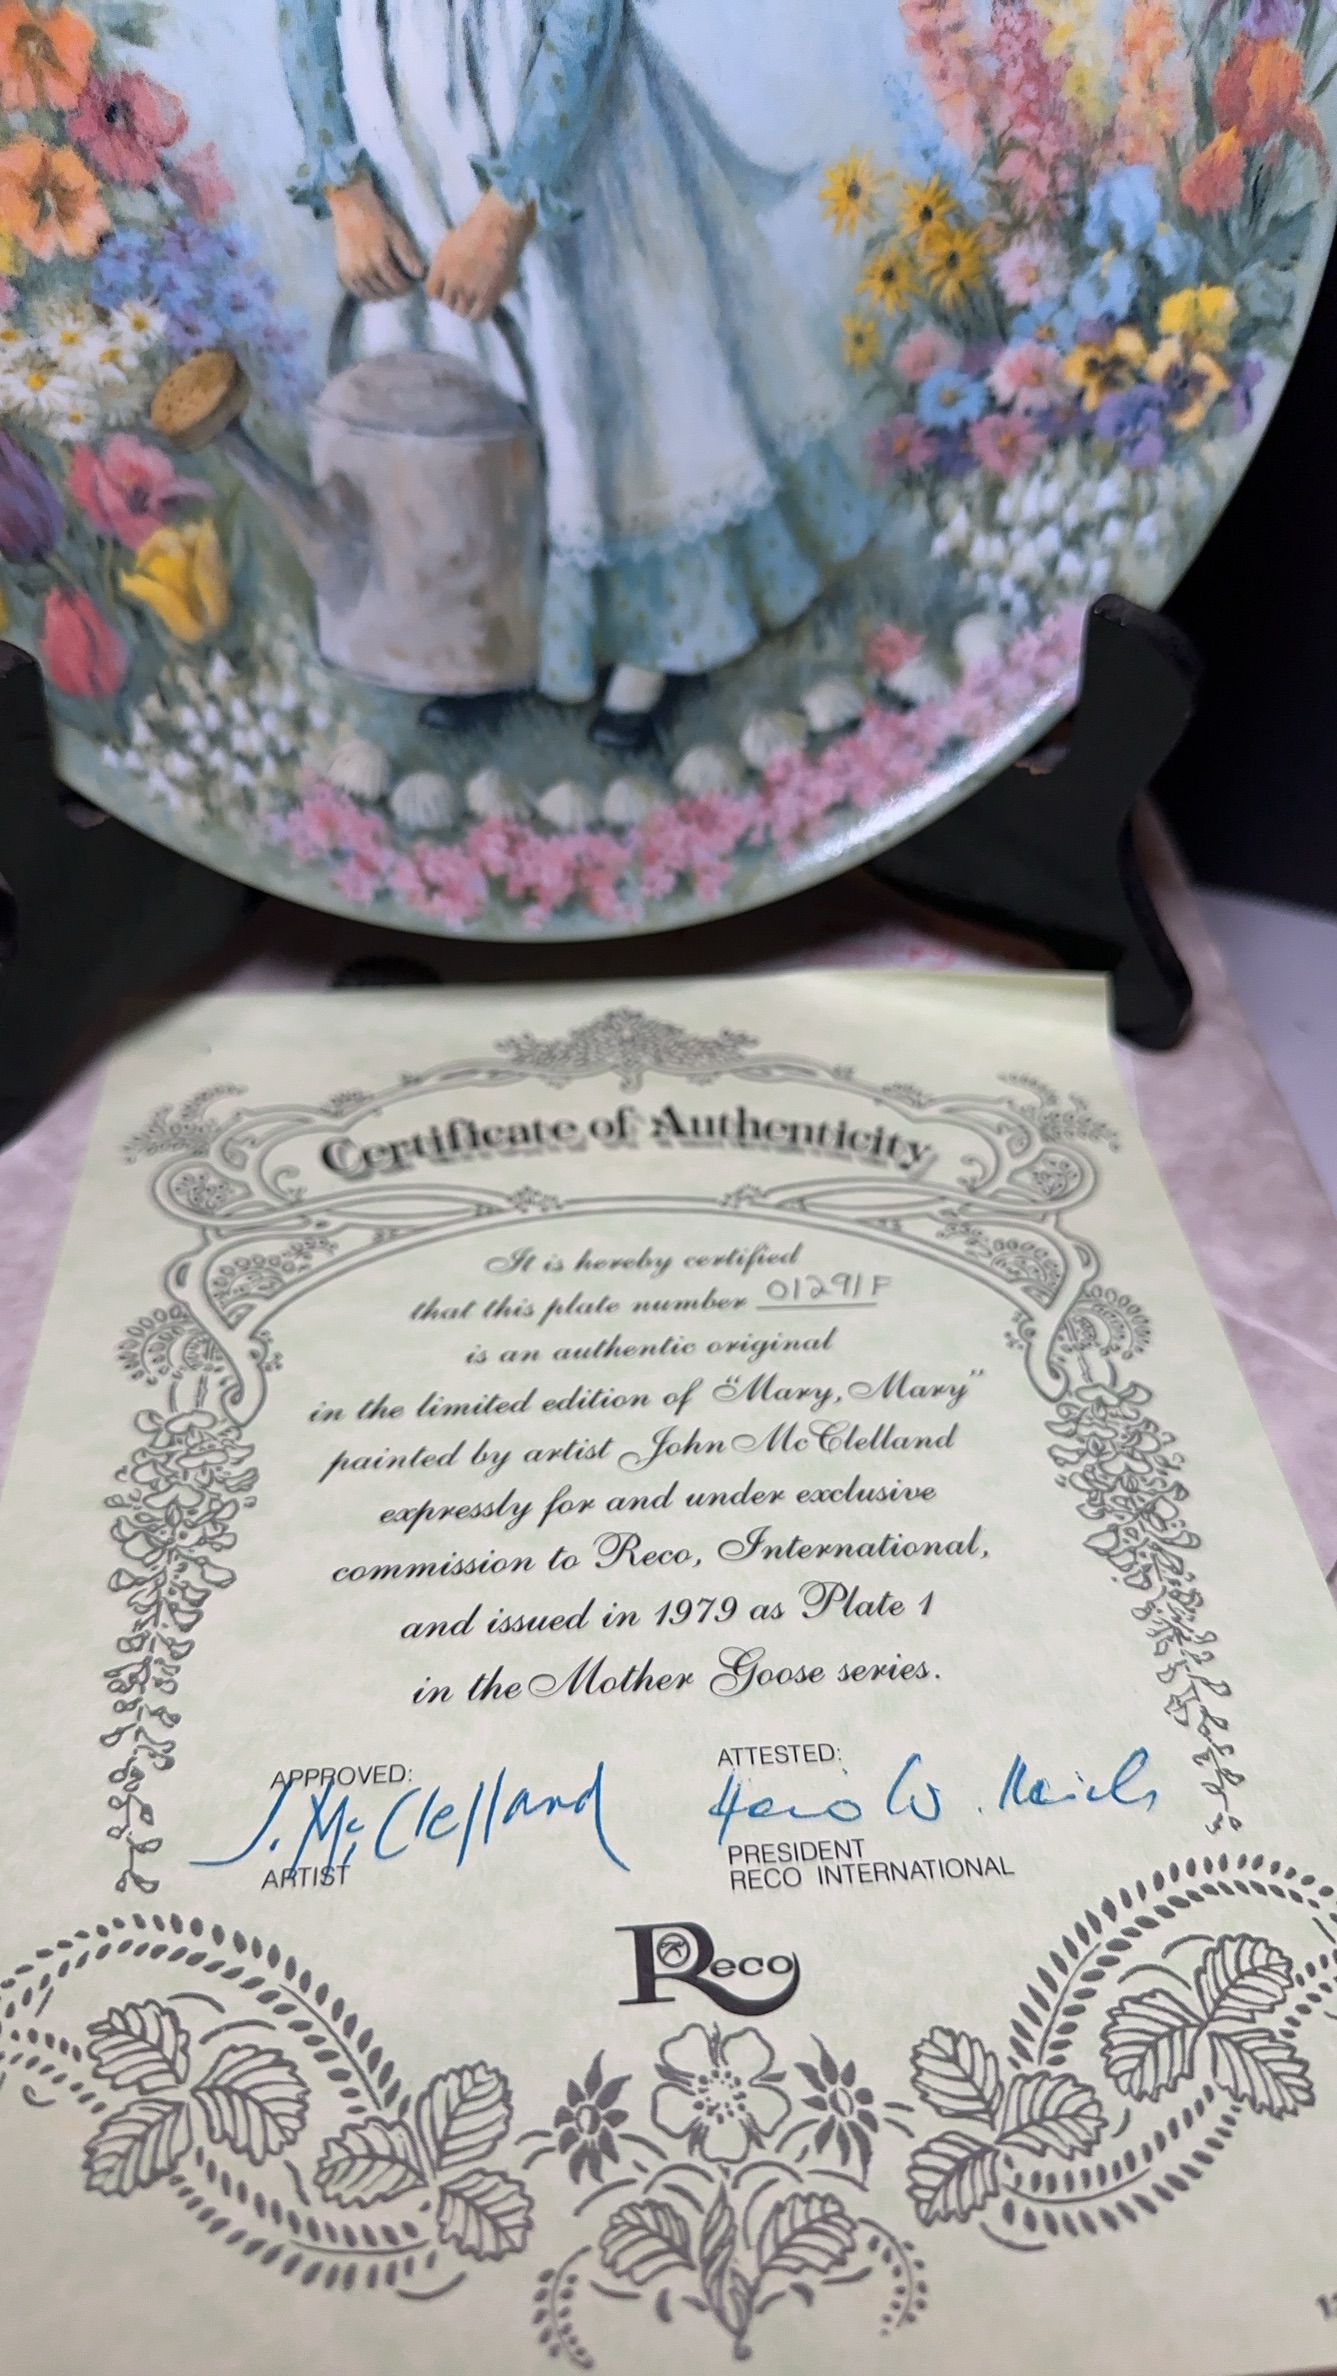 Certificate of Authenticity
It is hereby certified
that this plate number 01291F
is an authentic original
in the limited edition of "Mary, Mary"
painted by artist John McClelland
expressly for and under exclusive
commission to Reco, International,
and issued in 1979 as Plate 1
in the Mother Goose series.
APPROVED:
J. McClelland
ARTIST
ATTESTED:
PRESIDENT
RECO INTERNATIONAL
Reco